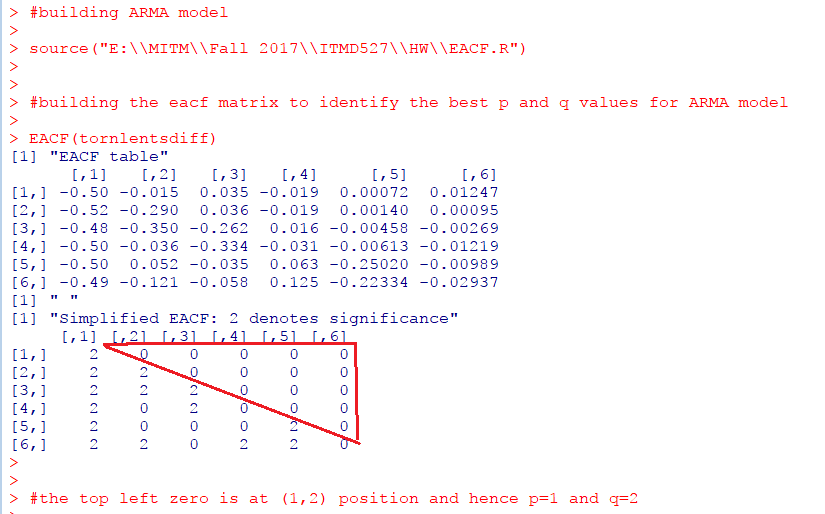 > #building ARMA model
>
> source("E:\\MITM\\Fall 2017\\ITMD527\\HW\\EACF.R")
>
>
> #building the eacf matrix to identify the best p and q values for ARMA model
>
> EACF(tornlentsdiff)
[1] "EACF table"
[,1] [,2] [,3] [,4] [,5] [,6]
[1,] -0.50 -0.015 0.035 -0.019 0.00072 0.01247
[2,] -0.52 -0.290 0.036 -0.019 0.00140 0.00095
[3,] -0.48 -0.350 -0.262 0.016 -0.00458 -0.00269
[4,] -0.50 -0.036 -0.334 -0.031 -0.00613 -0.01219
[5,] -0.50 0.052 -0.035 0.063 -0.25020 -0.00989
[6,] -0.49 -0.121 -0.058 0.125 -0.22334 -0.02937
[1] " "
[1] "Simplified EACF: 2 denotes significance"
[,1] [,2] [,3] [,4] [,5] [,6]
[1,] 2 0 0 0 0 0
[2,] 2 2 0 0 0 0
[3,] 2 2 2 0 0 0
[4,] 2 0 2 0 0 0
[5,] 2 0 0 0 2 0
[6,] 2 2 0 2 2 0
>
>
> #the top left zero is at (1,2) position and hence p=1 and q=2
>